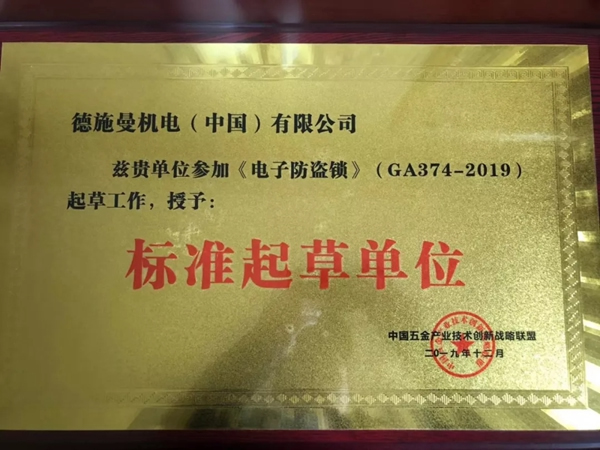 德施曼机电（中国）有限公司
兹贵单位参加《电子防盗锁》（GA374-2019）
起草工作，授予：
标准起草单位
中国五金产业技术创新战略联盟
二〇一九年十二月